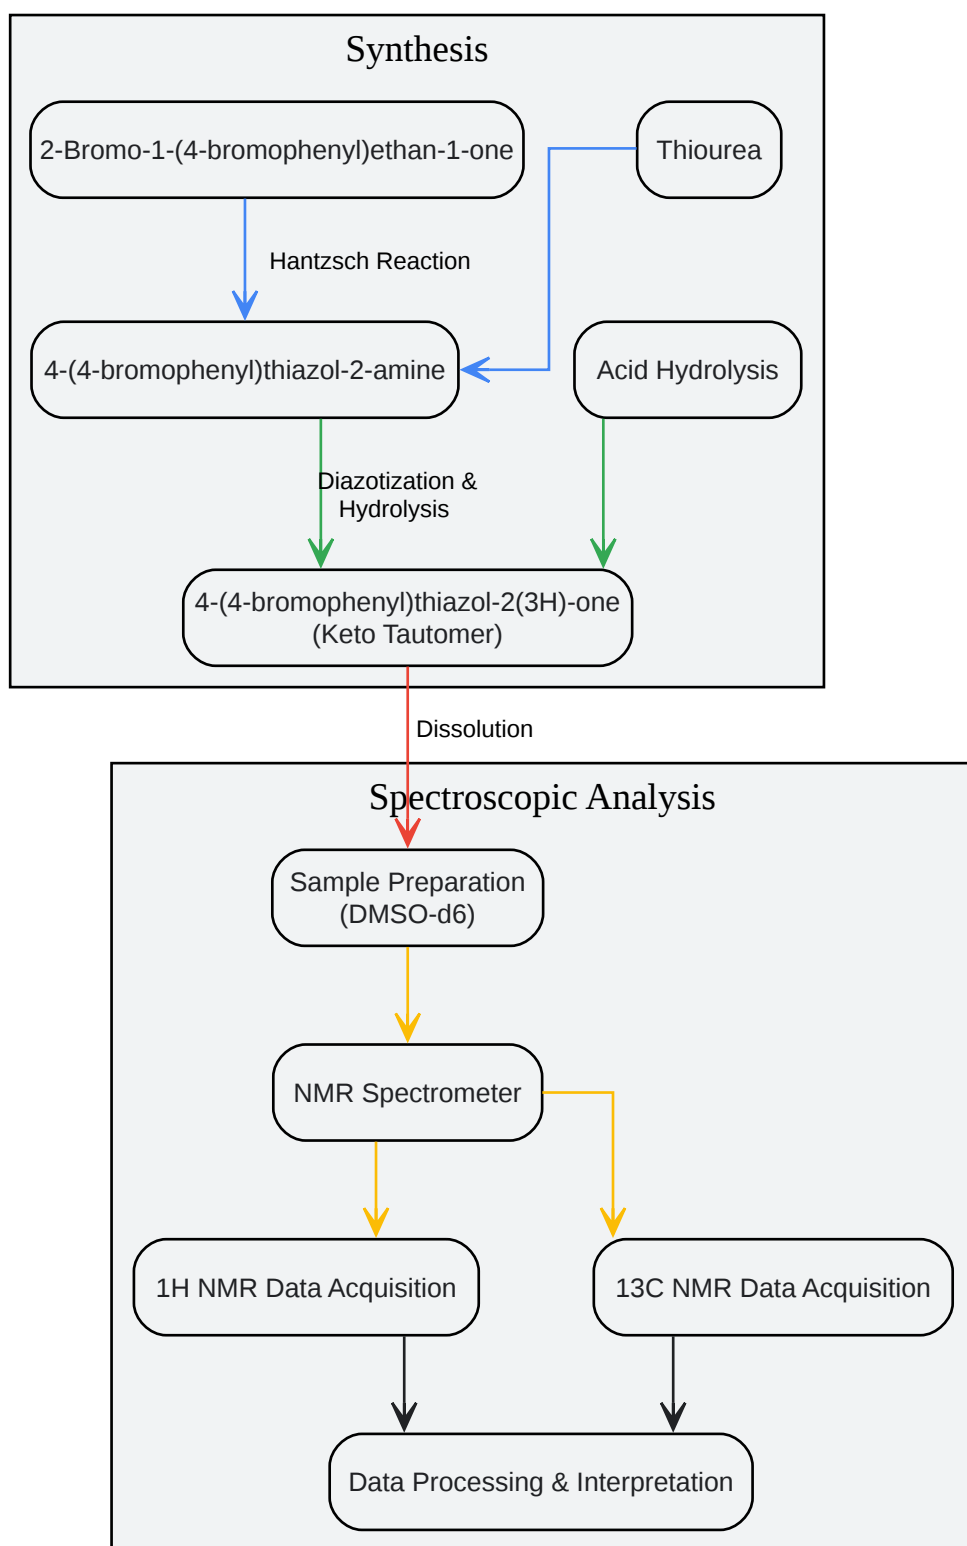 Synthesis
2-Bromo-1-(4-bromophenyl)ethan-1-one
Thiourea
Hantzsch Reaction
4-(4-bromophenyl)thiazol-2-amine
Acid Hydrolysis
Diazotization &
Hydrolysis
4-(4-bromophenyl)thiazol-2(3H)-one
(Keto Tautomer)
Dissolution
Spectroscopic Analysis
Sample Preparation
(DMSO-d6)
NMR Spectrometer
1H NMR Data Acquisition
13C NMR Data Acquisition
Data Processing & Interpretation